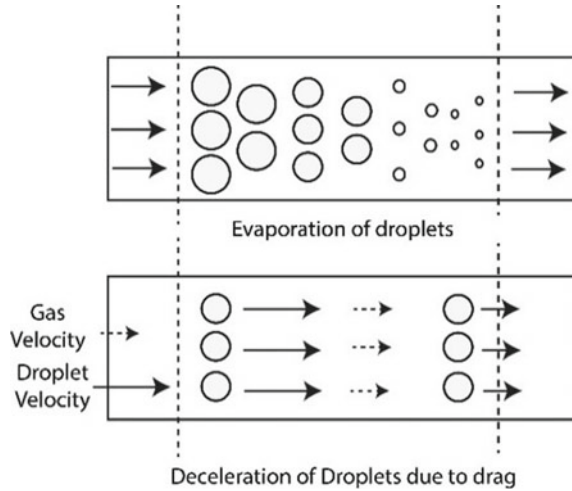 Evaporation of droplets
Gas
Velocity
Droplet
Velocity
Deceleration of Droplets due to drag